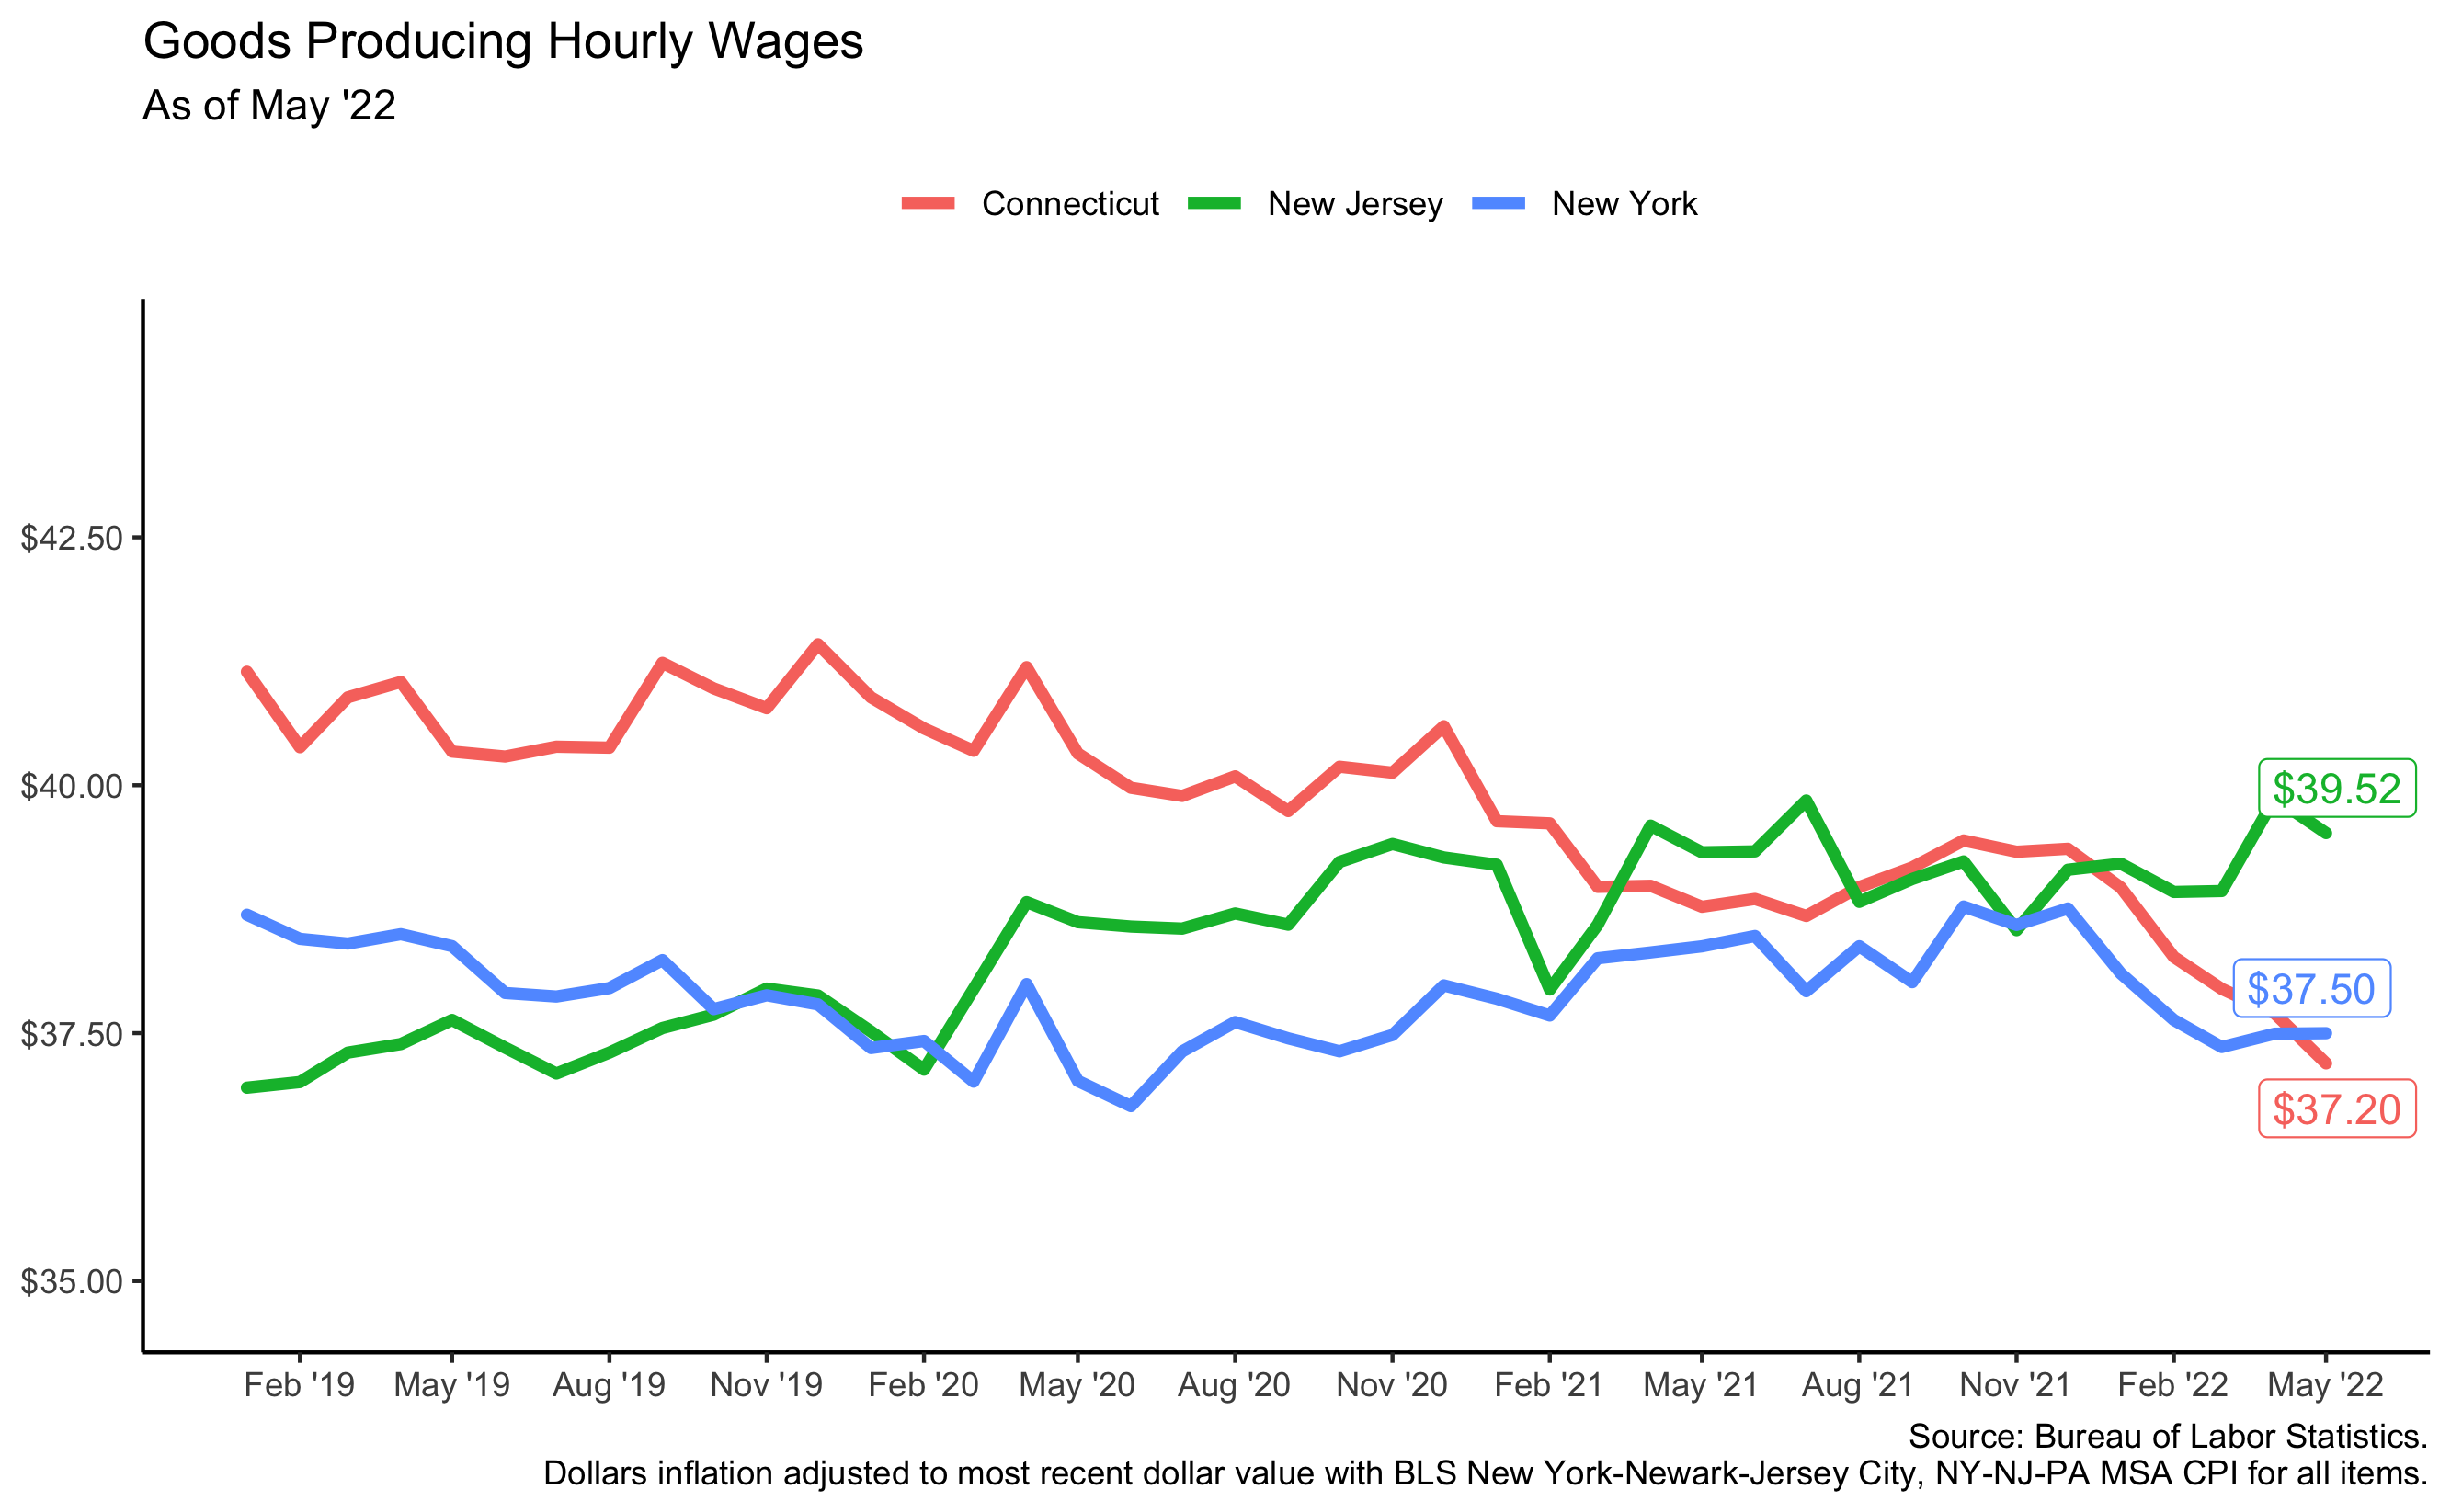 Goods Producing Hourly Wages
As of May '22
Connecticut New Jersey New York
$42.50
$40.00
$37.50
$35.00
$39.52
$37.50
$37.20
Feb '19 May '19 Aug '19 Nov '19 Feb '20 May '20 Aug '20 Nov '20 Feb '21 May '21 Aug '21 Nov '21 Feb '22 May '22
Source: Bureau of Labor Statistics.
Dollars inflation adjusted to most recent dollar value with BLS New York-Newark-Jersey City, NY-NJ-PA MSA CPI for all items.